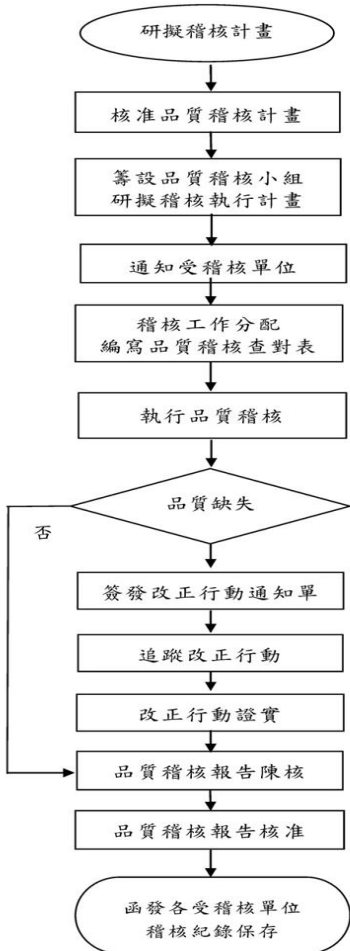 研擬稽核計畫
核准品質稽核計畫
籌設品質稽核小組
研擬稽核執行計畫
通知受稽核單位
稽核工作分配
編寫品質稽核查對表
執行品質稽核
品質缺失
否
簽發改正行動通知單
追蹤改正行動
改正行動證實
品質稽核報告陳核
品質稽核報告核准
函發各受稽核單位
稽核紀錄保存